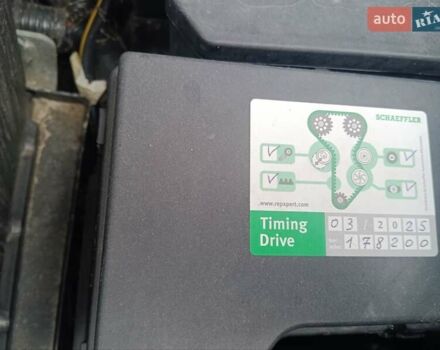 auto RIA
SCHAEFFLER
www.repxpert.com
Timing Drive
03/2025
178200